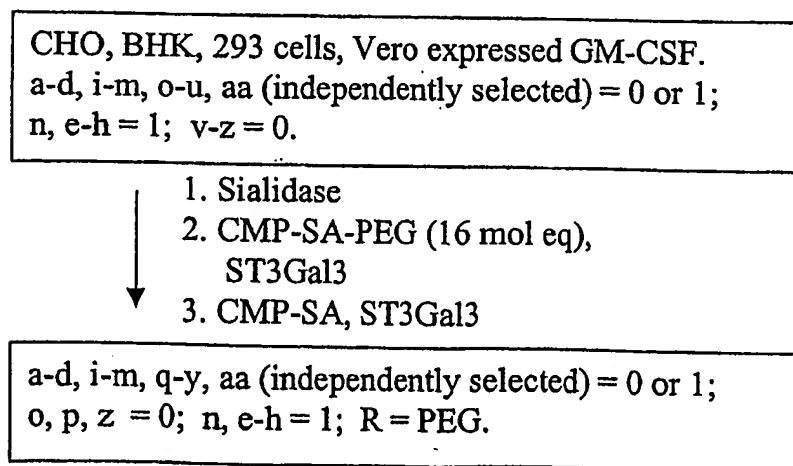 CHO, BHK, 293 cells, Vero expressed GM-CSF.
a-d, i-m, o-u, aa (independently selected) = 0 or 1;
n, e-h = 1; v-z = 0.
1. Sialidase
2. CMP-SA-PEG (16 mol eq),
ST3Gal3
3. CMP-SA, ST3Gal3
a-d, i-m, q-y, aa (independently selected) = 0 or 1;
o, p, z = 0; n, e-h = 1; R = PEG.